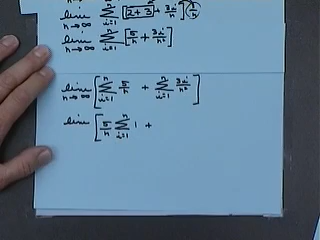 lim n→∞ Σ i=1 [2 + 3 + 3i/n] 1/n
lim n→∞ Σ n i=1 [5/n + 3i/n²]
lim n→∞ [Σ n i=1 5/n + Σ n i=1 3i/n²]
lim [5/n Σ n i=1 1 +